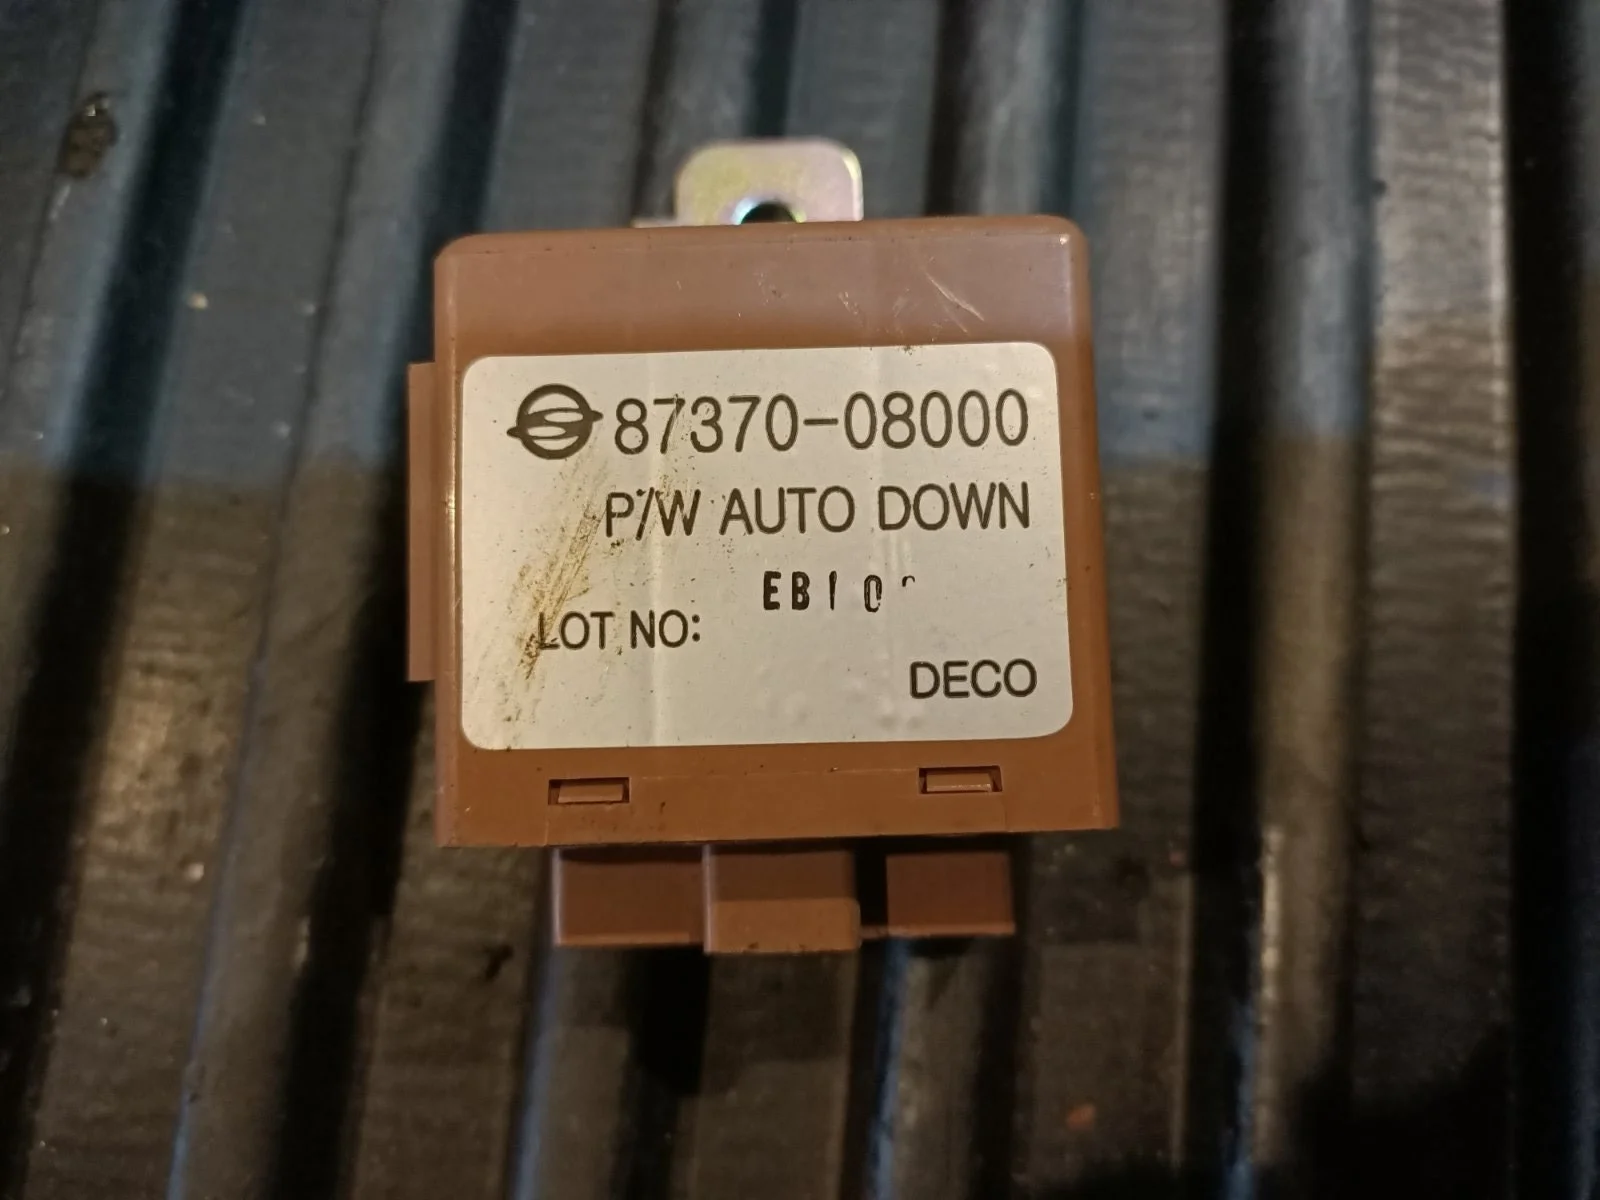 87370-08000
P/W AUTO DOWN
EB10
LOT NO:
DECO